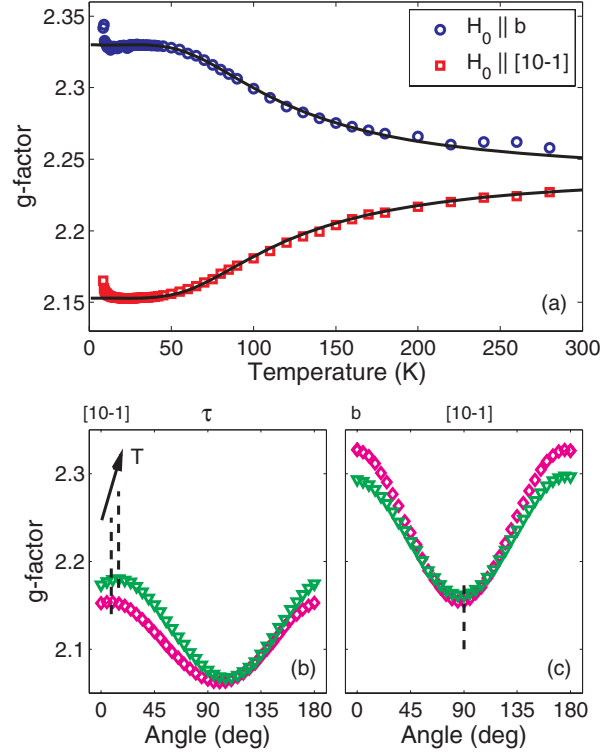 2.35
2.3
2.25
2.2
2.15
g-factor
H₀ || b
H₀ || [10-1]
(a)
0 50 100 150 200 250 300
Temperature (K)
[10-1] τ
T
2.3
2.2
2.1
g-factor
(b)
0 45 90 135 180
Angle (deg)
b [10-1]
(c)
0 45 90 135 180
Angle (deg)